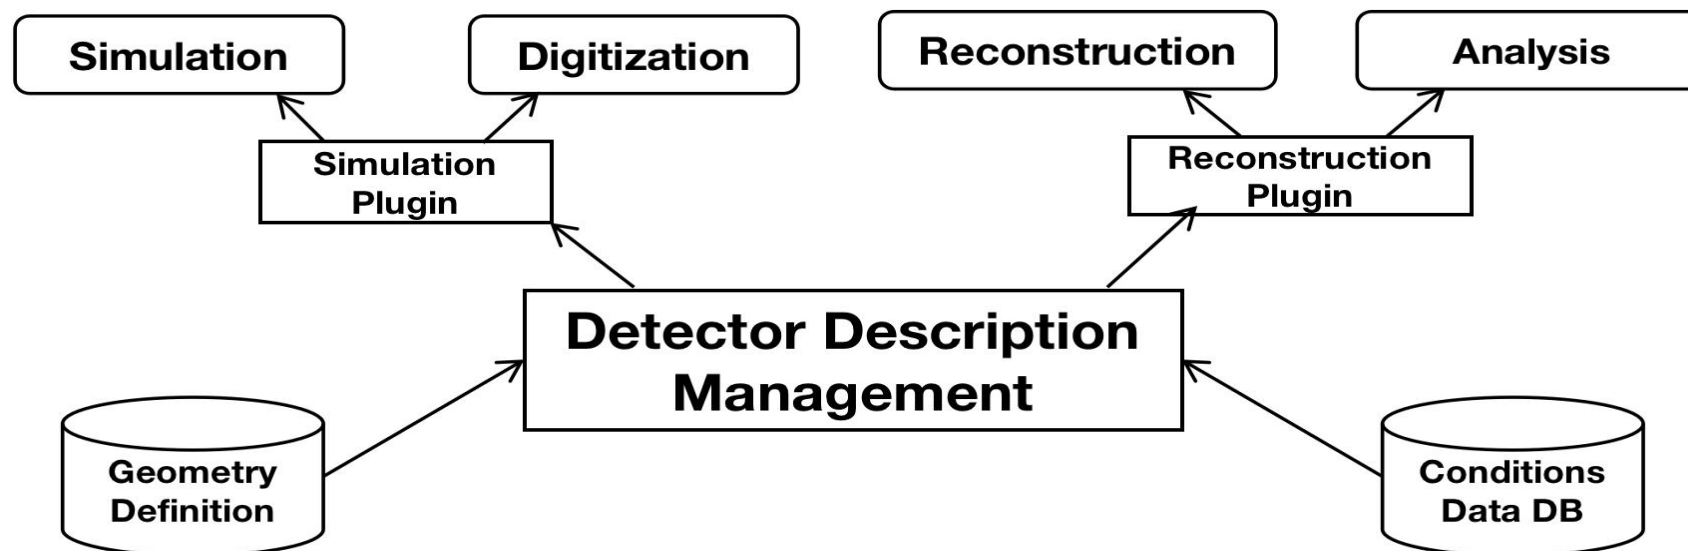 Simulation
Digitization
Reconstruction
Analysis
Simulation
Plugin
Reconstruction
Plugin
Detector Description
Management
Geometry
Definition
Conditions
Data DB